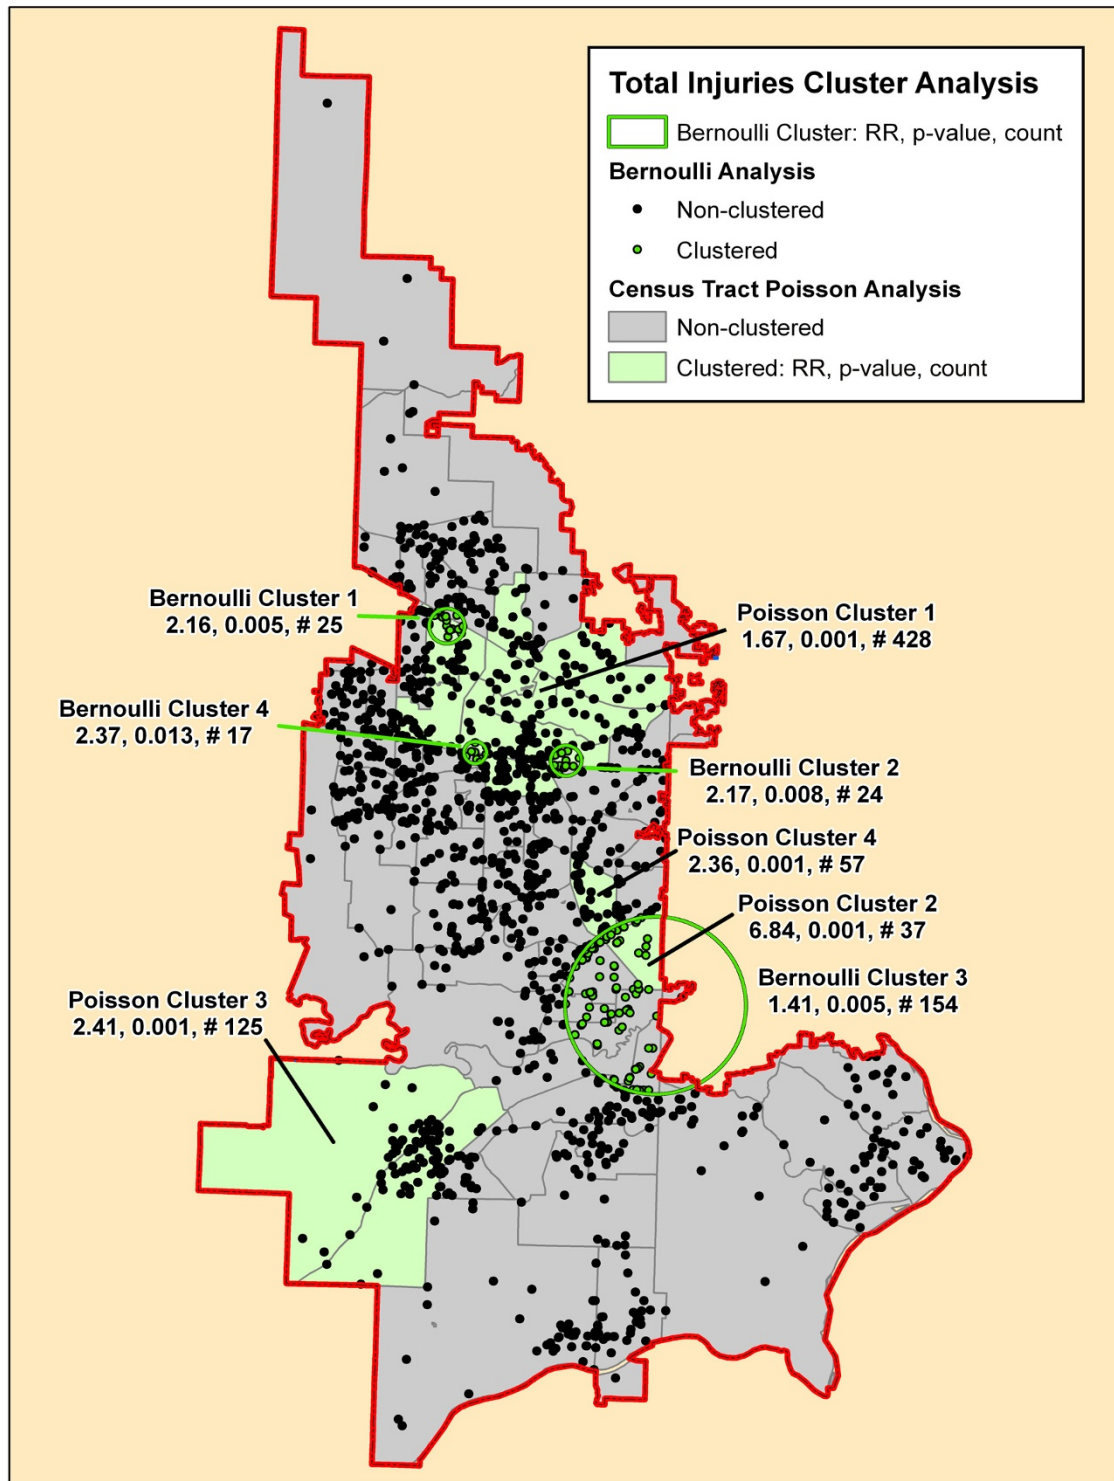 Total Injuries Cluster Analysis
Bernoulli Cluster: RR, p-value, count
Bernoulli Analysis
Non-clustered
Clustered
Census Tract Poisson Analysis
Non-clustered
Clustered: RR, p-value, count
Bernoulli Cluster 1
2.16, 0.005, # 25
Poisson Cluster 1
1.67, 0.001, # 428
Bernoulli Cluster 4
2.37, 0.013, # 17
Bernoulli Cluster 2
2.17, 0.008, # 24
Poisson Cluster 4
2.36, 0.001, # 57
Poisson Cluster 2
6.84, 0.001, # 37
Bernoulli Cluster 3
1.41, 0.005, # 154
Poisson Cluster 3
2.41, 0.001, # 125